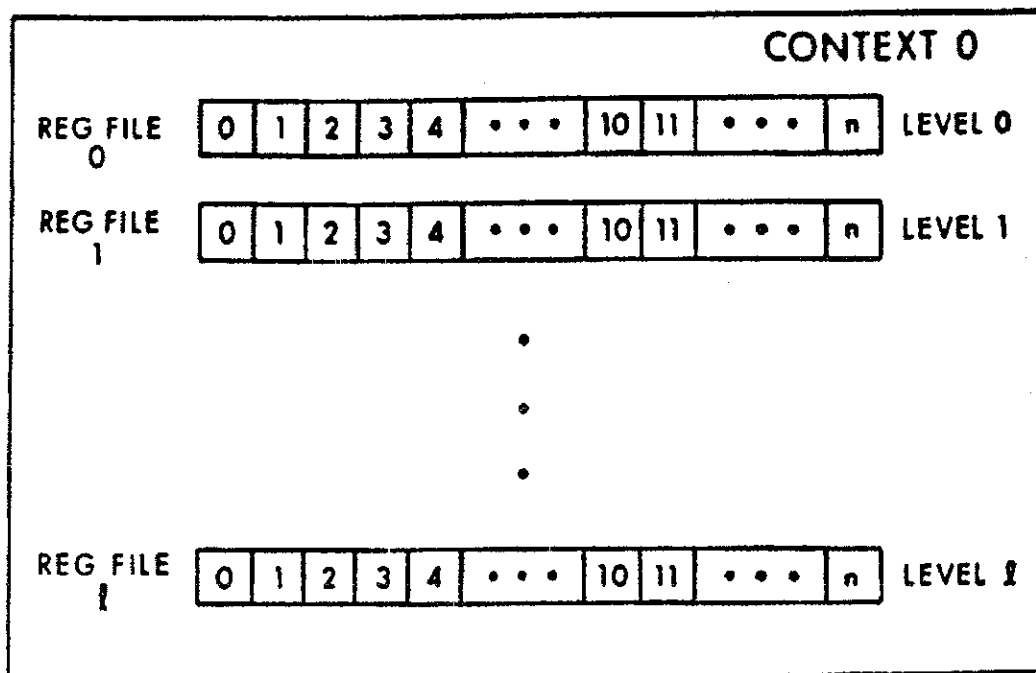 CONTEXT 0
REG FILE 0 0 1 2 3 4 • • • 10 11 • • • n LEVEL 0
REG FILE 1 0 1 2 3 4 • • • 10 11 • • • n LEVEL 1
•
•
•
REG FILE ℓ 0 1 2 3 4 • • • 10 11 • • • n LEVEL ℓ